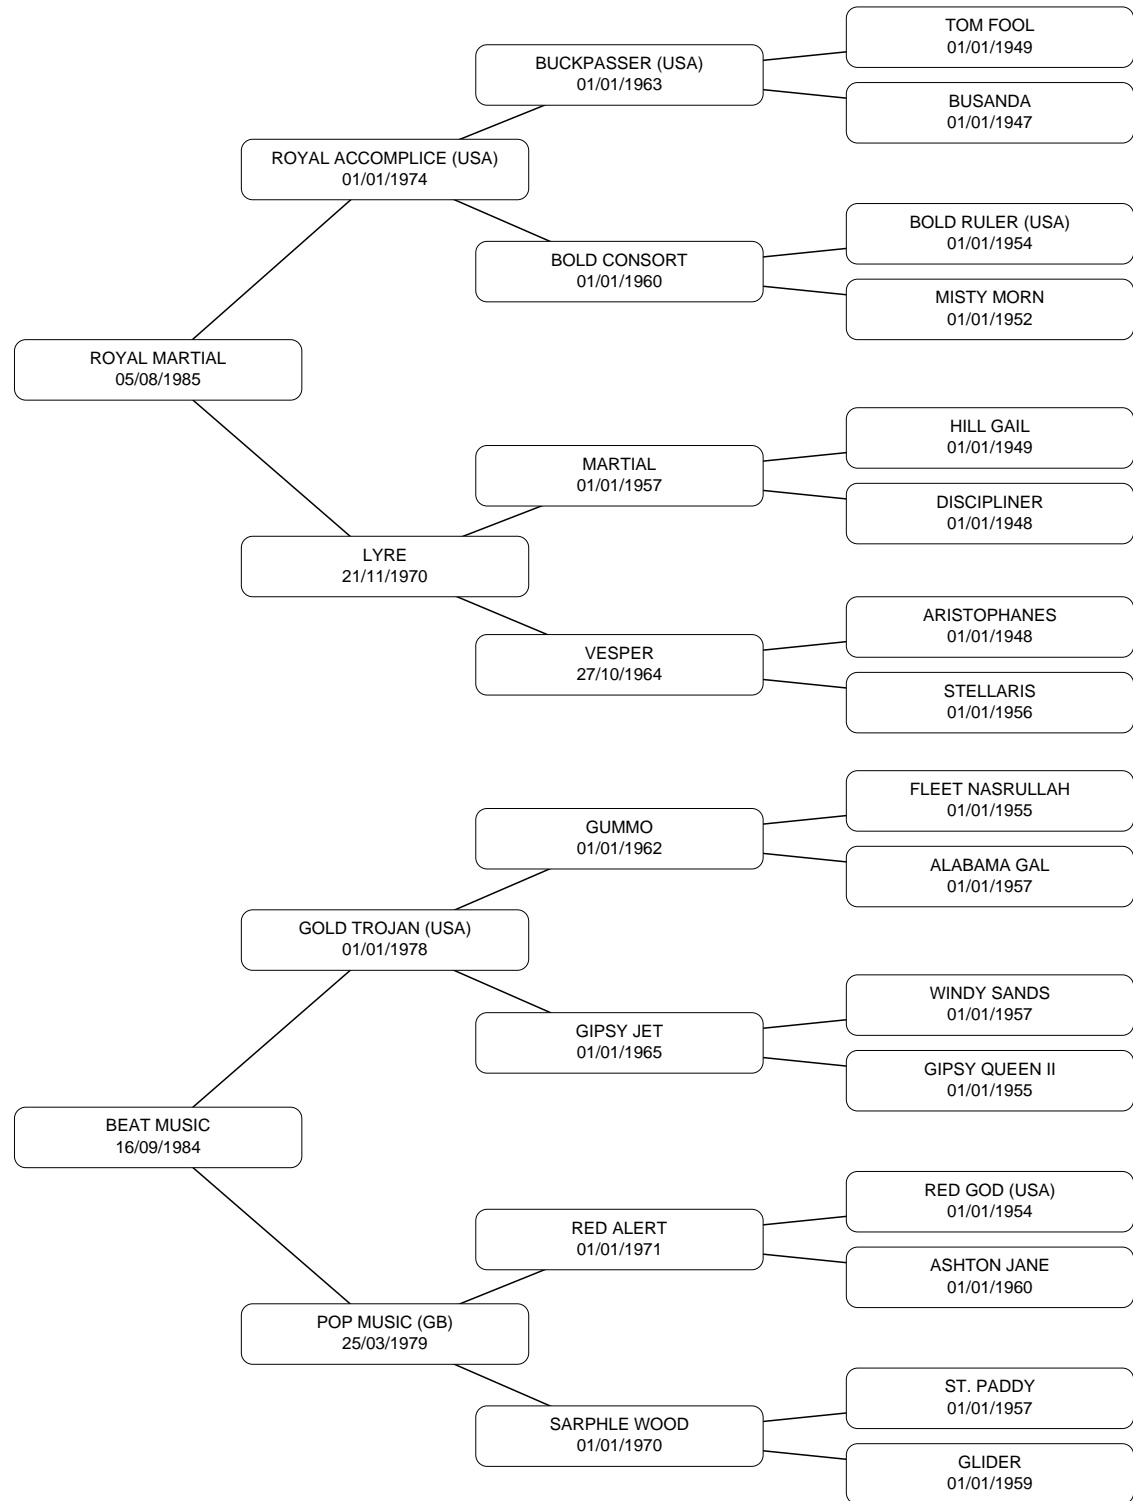 TOM FOOL
01/01/1949
BUCKPASSER (USA)
01/01/1963
BUSANDA
01/01/1947
ROYAL ACCOMPLICE (USA)
01/01/1974
BOLD RULER (USA)
01/01/1954
BOLD CONSORT
01/01/1960
MISTY MORN
01/01/1952
ROYAL MARTIAL
05/08/1985
HILL GAIL
01/01/1949
MARTIAL
01/01/1957
DISCIPLINER
01/01/1948
LYRE
21/11/1970
ARISTOPHANES
01/01/1948
VESPER
27/10/1964
STELLARIS
01/01/1956
FLEET NASRULLAH
01/01/1955
GUMMO
01/01/1962
ALABAMA GAL
01/01/1957
GOLD TROJAN (USA)
01/01/1978
WINDY SANDS
01/01/1957
GIPSY JET
01/01/1965
GIPSY QUEEN II
01/01/1955
BEAT MUSIC
16/09/1984
RED GOD (USA)
01/01/1954
RED ALERT
01/01/1971
ASHTON JANE
01/01/1960
POP MUSIC (GB)
25/03/1979
ST. PADDY
01/01/1957
SARPHLE WOOD
01/01/1970
GLIDER
01/01/1959